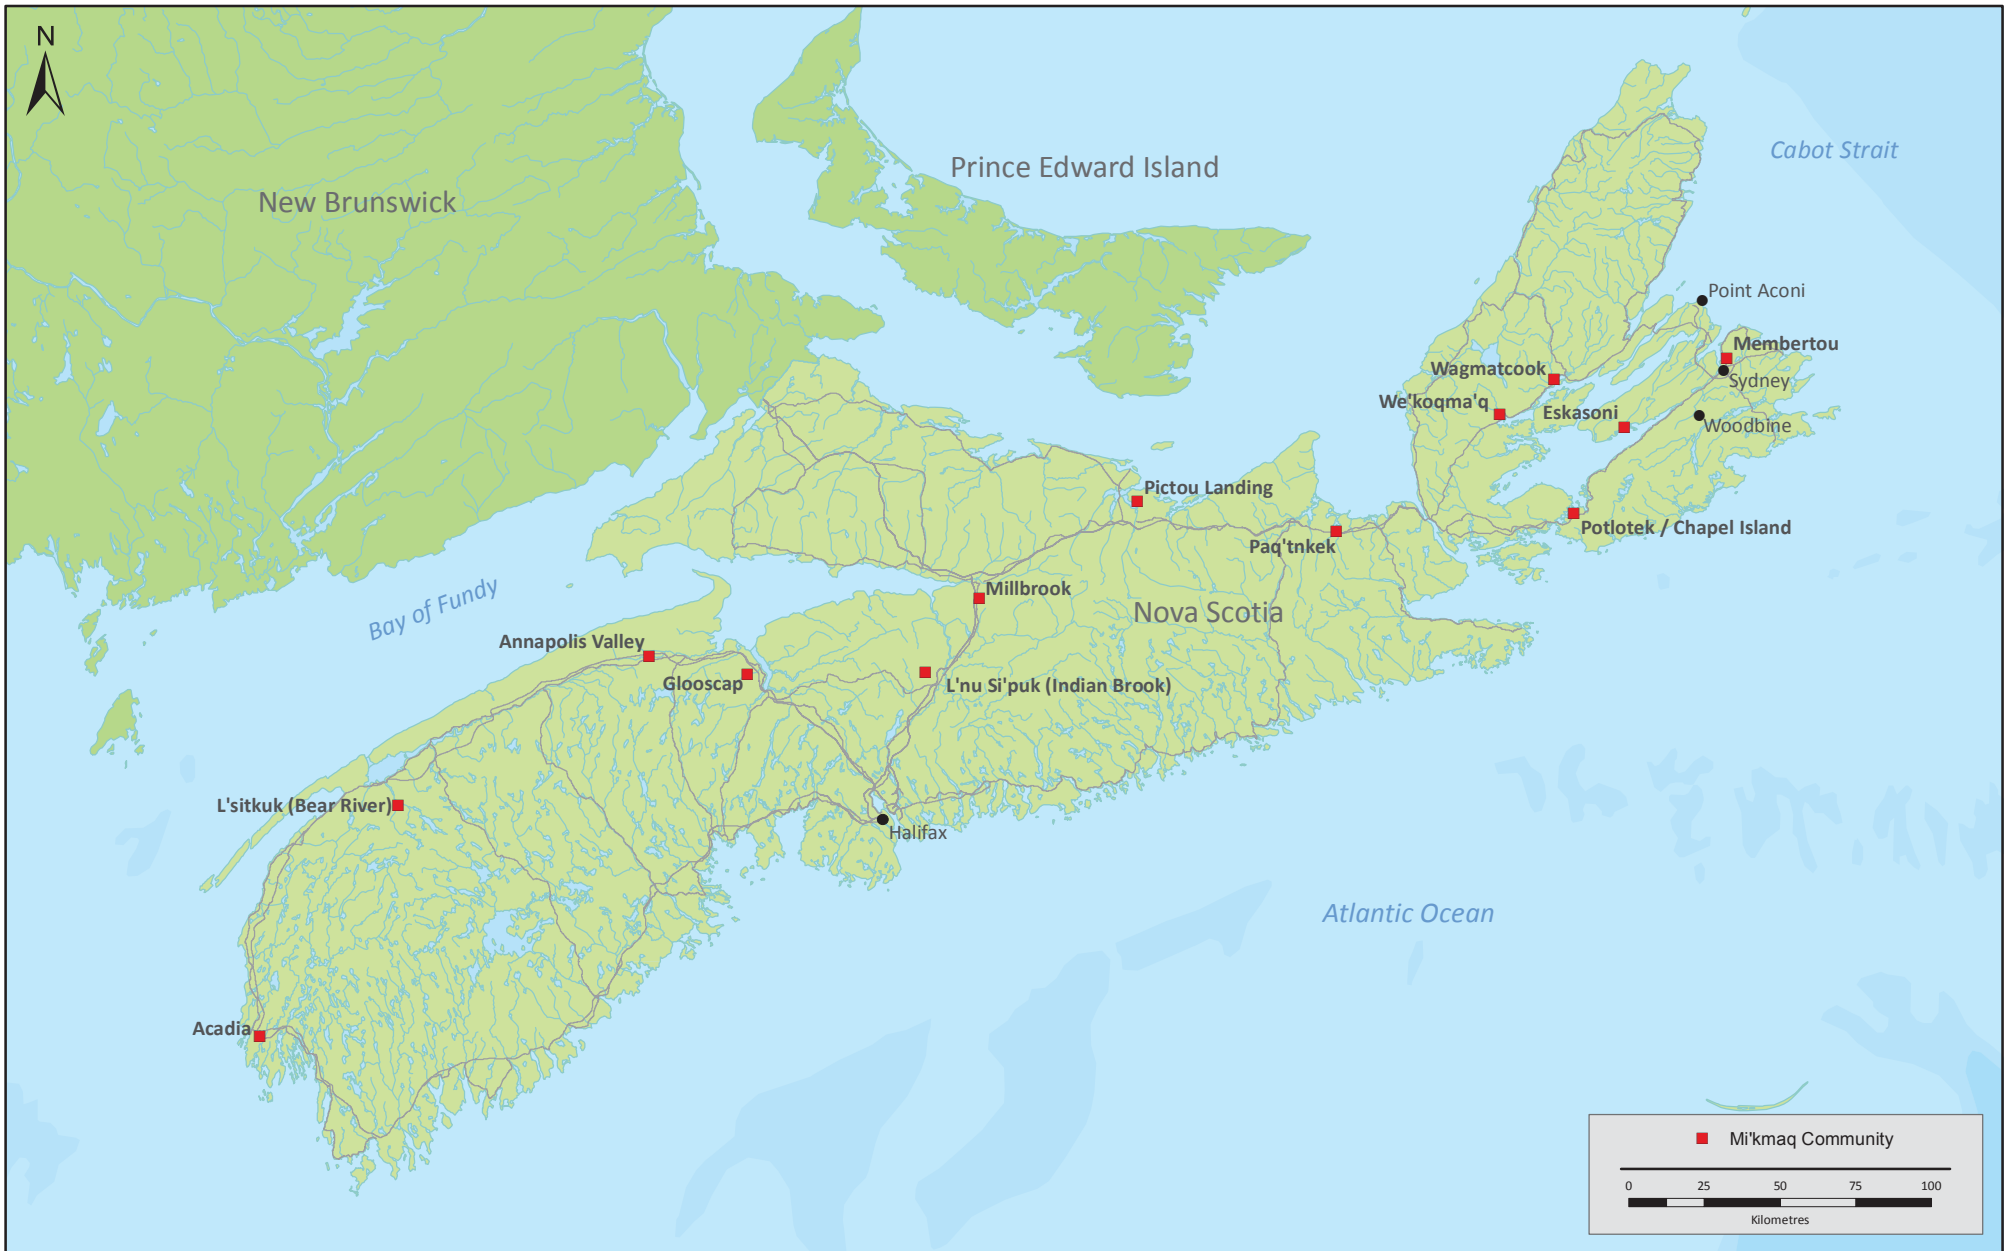 N
Cabot Strait
Prince Edward Island
New Brunswick
Point Aconi
Membertou
Wagmatcook
Sydney
We'koqma'q
Eskasoni
Woodbine
Pictou Landing
Potlotek / Chapel Island
Paq'tnkek
Millbrook
Bay of Fundy
Nova Scotia
Annapolis Valley
Glooscap
L'nu Si'puk (Indian Brook)
L'sitkuk (Bear River)
Halifax
Atlantic Ocean
Acadia
Mi'kmaq Community
0 25 50 75 100
Kilometres